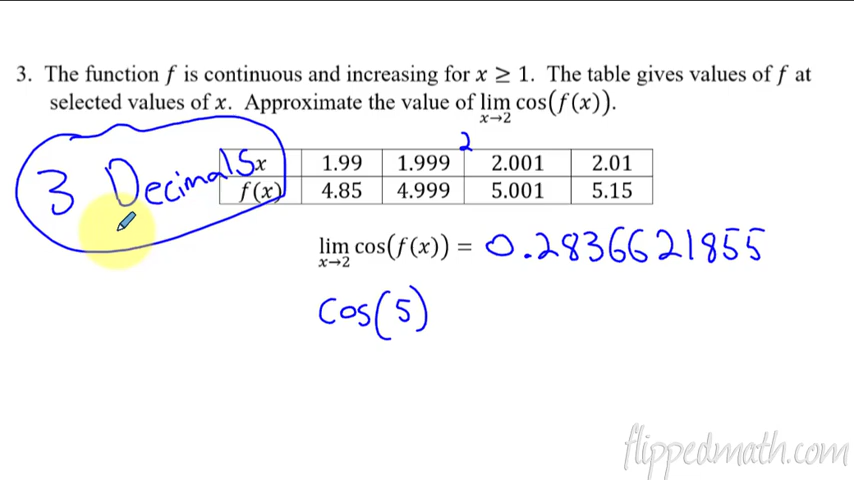 3. The function f is continuous and increasing for x ≥ 1. The table gives values of f at
selected values of x. Approximate the value of lim x→2 cos(f(x)).
2
3 Decimals
x 1.99 1.999 2.001 2.01
f(x) 4.85 4.999 5.001 5.15
lim x→2 cos(f(x)) = 0.2836621855
cos(5)
flippedmath.com